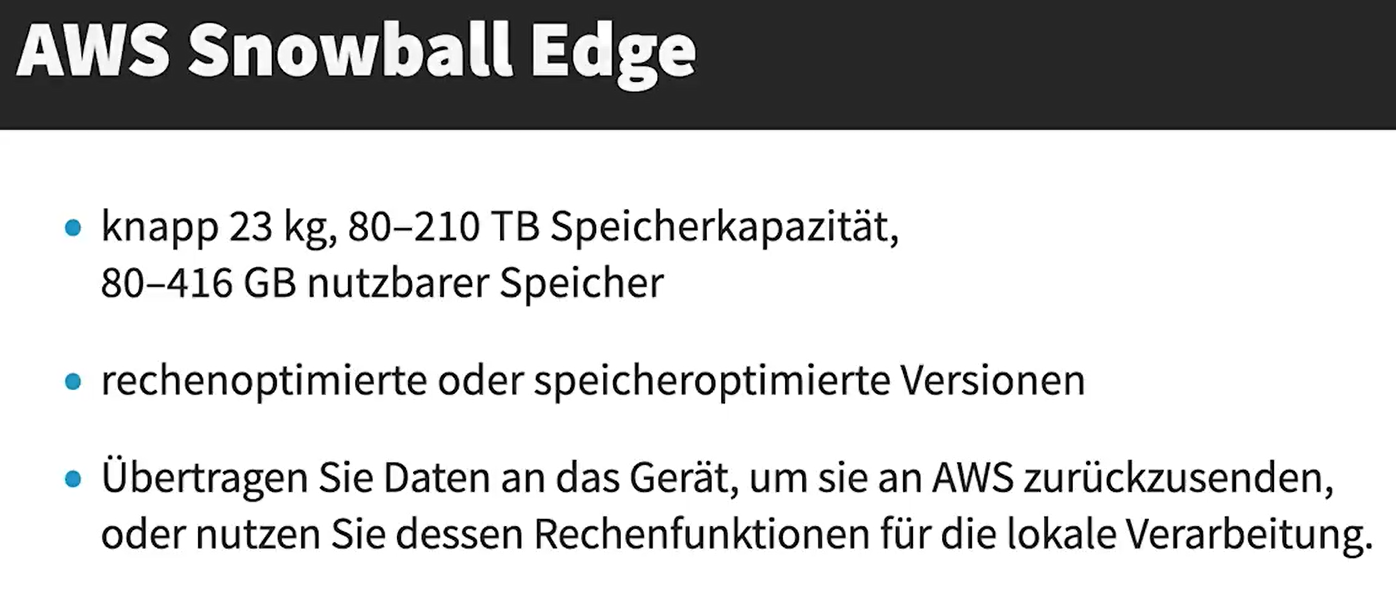 AWS Snowball Edge
• knapp 23 kg, 80–210 TB Speicherkapazität,
80–416 GB nutzbarer Speicher
• rechenoptimierte oder speicheroptimierte Versionen
• Übertragen Sie Daten an das Gerät, um sie an AWS zurückzusenden,
oder nutzen Sie dessen Rechenfunktionen für die lokale Verarbeitung.